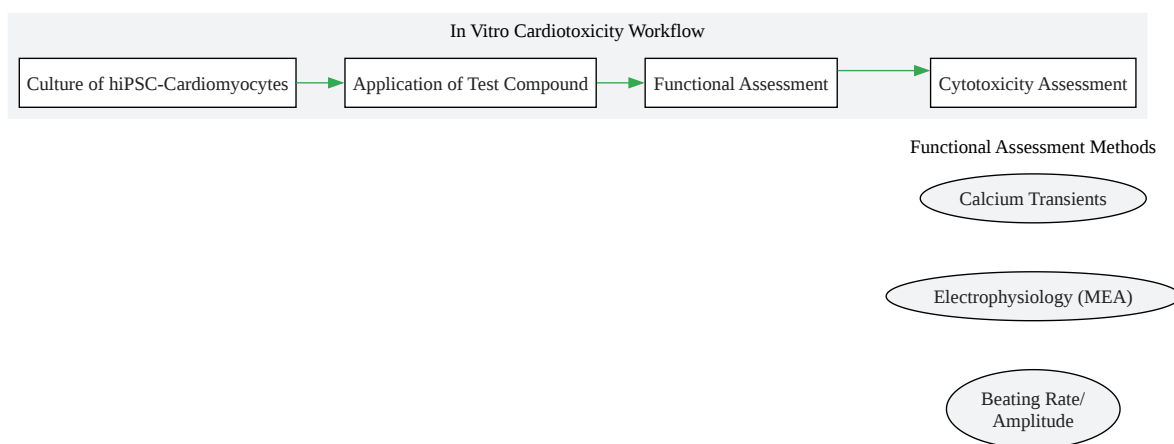 In Vitro Cardiotoxicity Workflow
Culture of hiPSC-Cardiomyocytes
Application of Test Compound
Functional Assessment
Cytotoxicity Assessment
Functional Assessment Methods
Calcium Transients
Electrophysiology (MEA)
Beating Rate/
Amplitude